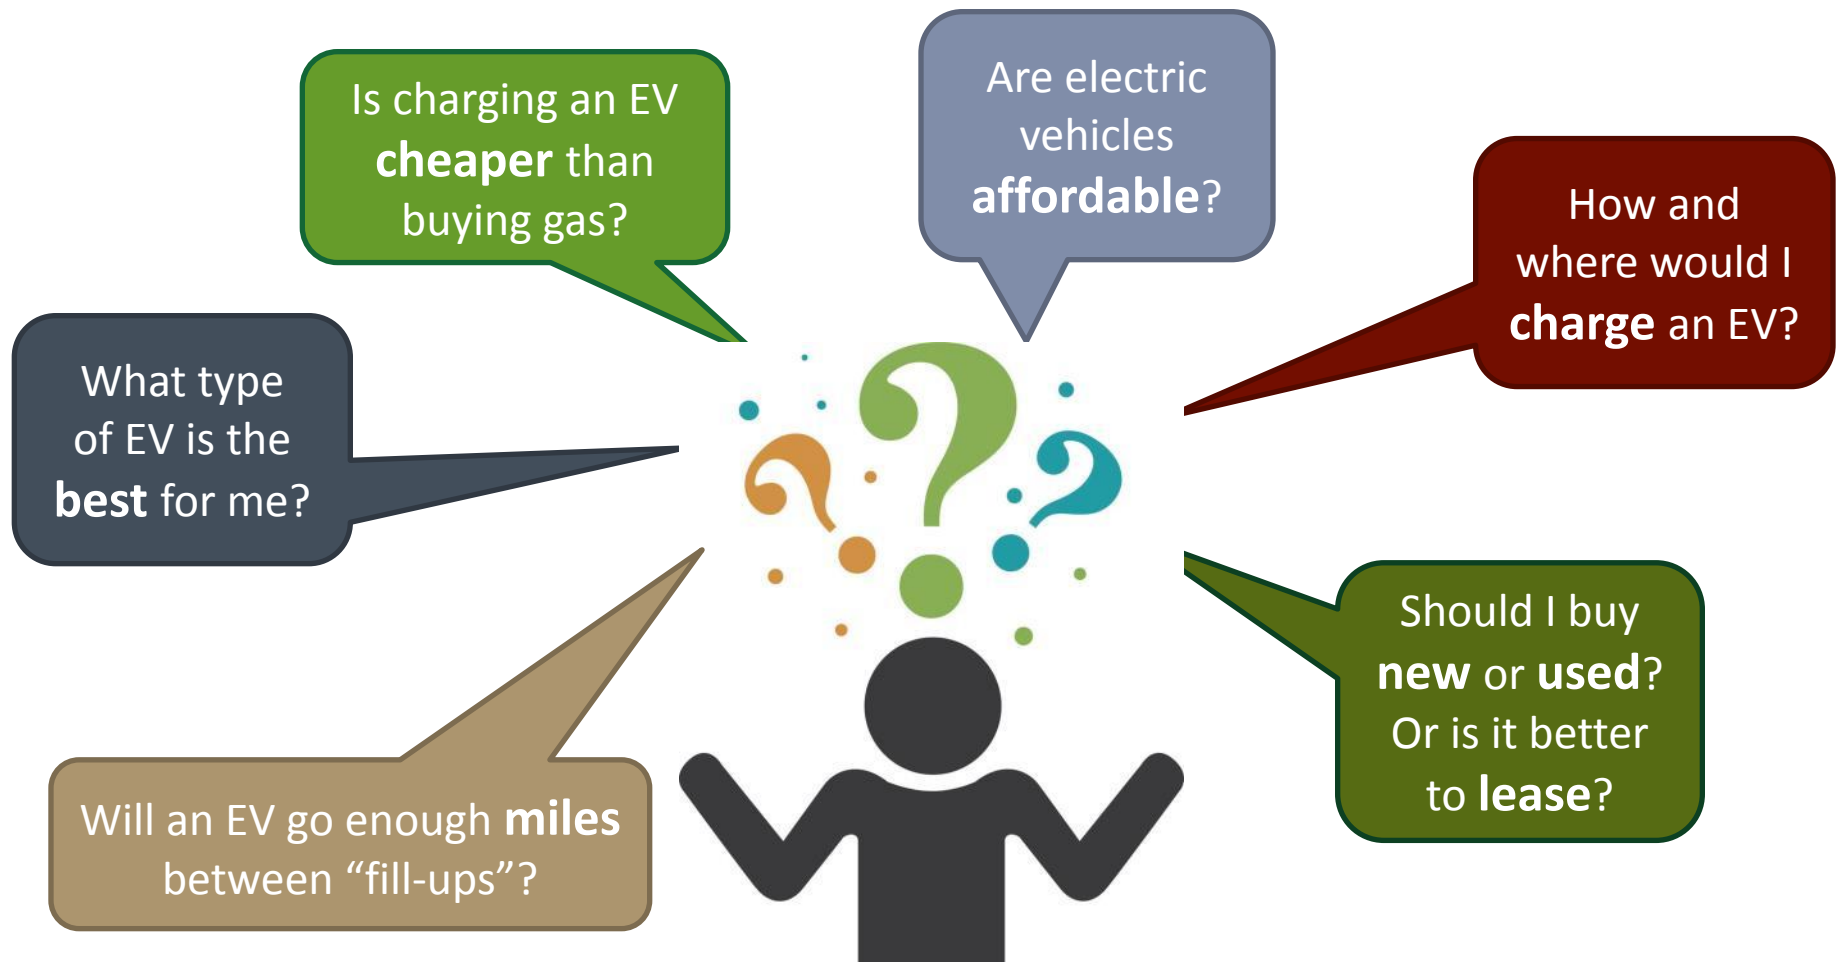 Is charging an EV
cheaper than
buying gas?
Are electric
vehicles
affordable?
How and
where would I
charge an EV?
What type
of EV is the
best for me?
Should I buy
new or used?
Or is it better
to lease?
Will an EV go enough miles
between “fill-ups”?